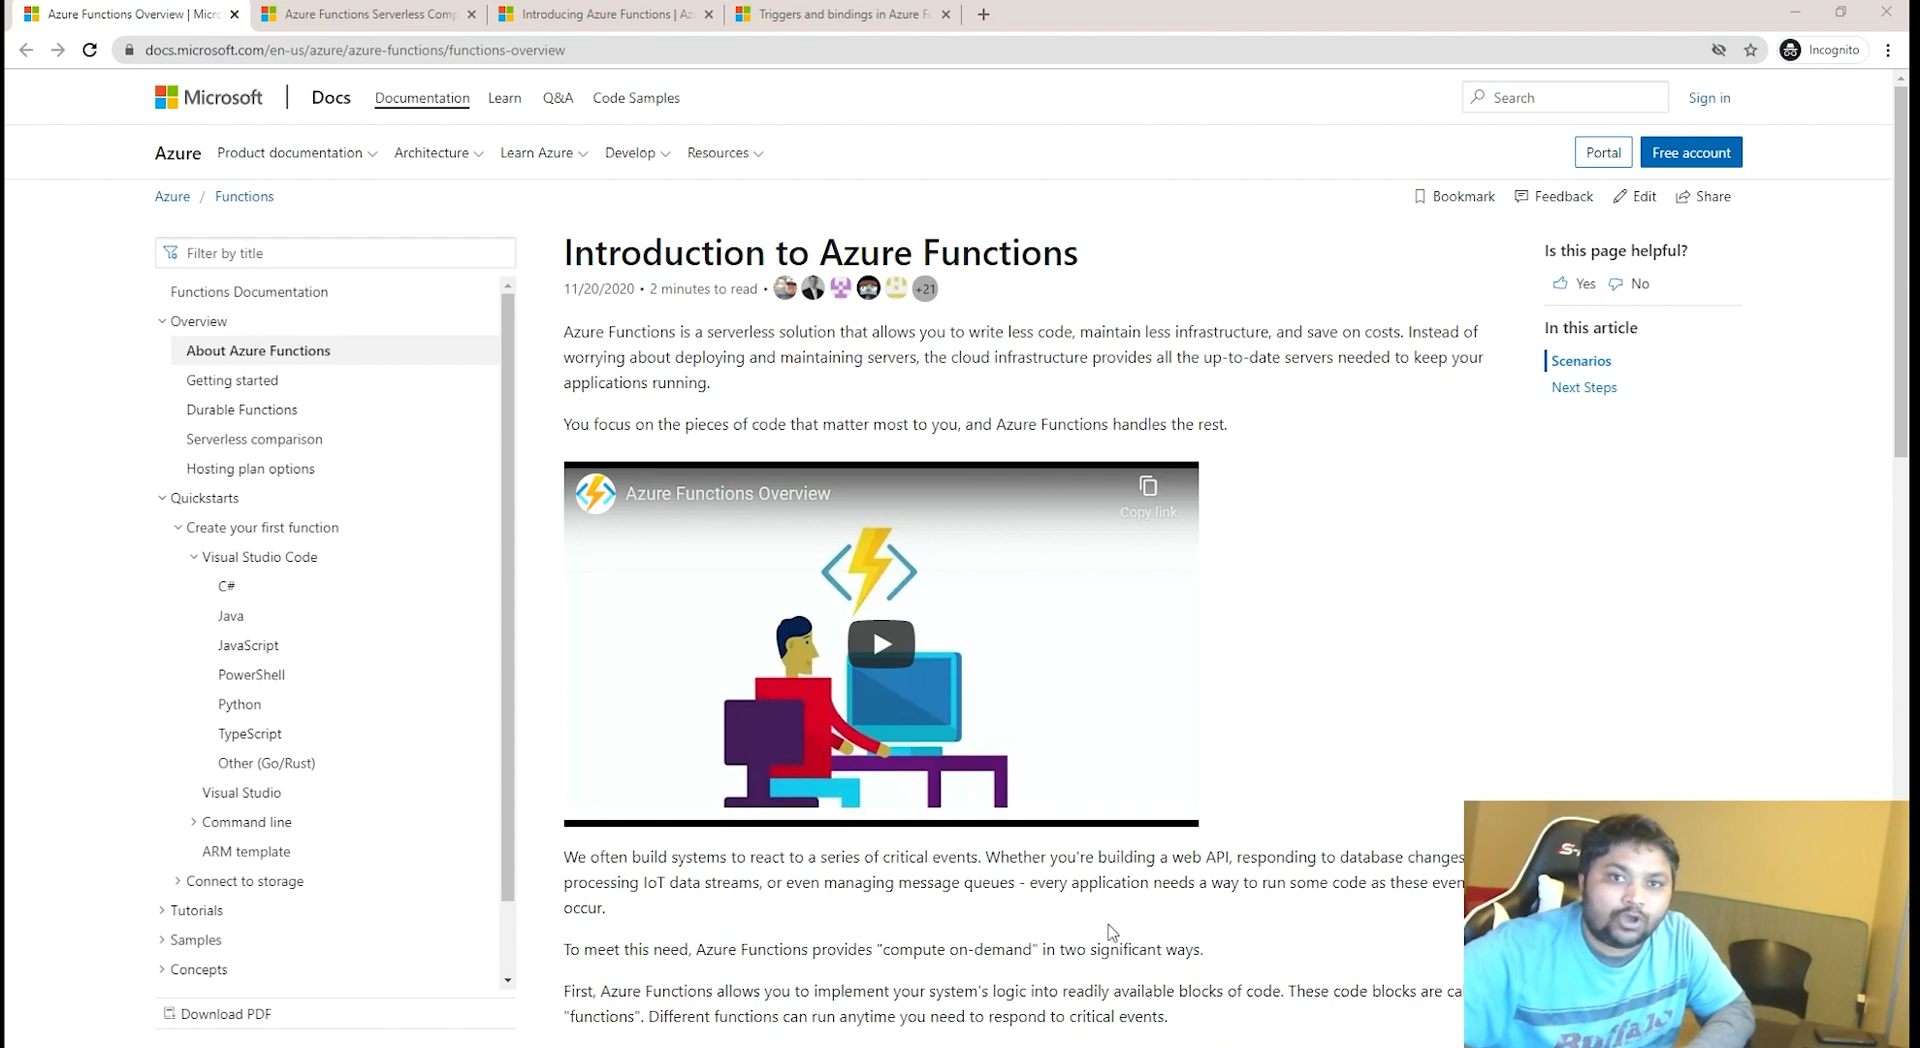 Azure Functions Overview | Micro
Azure Functions Serverless Comp
Introducing Azure Functions | Az
Triggers and bindings in Azure F
docs.microsoft.com/en-us/azure/azure-functions/functions-overview
Incognito
Microsoft
Docs
Documentation
Learn
Q&A
Code Samples
Search
Sign in
Azure
Product documentation
Architecture
Learn Azure
Develop
Resources
Portal
Free account
Azure / Functions
Bookmark
Feedback
Edit
Share
Filter by title
Functions Documentation
Overview
About Azure Functions
Getting started
Durable Functions
Serverless comparison
Hosting plan options
Quickstarts
Create your first function
Visual Studio Code
C#
Java
JavaScript
PowerShell
Python
TypeScript
Other (Go/Rust)
Visual Studio
Command line
ARM template
Connect to storage
Tutorials
Samples
Concepts
Download PDF
Introduction to Azure Functions
11/20/2020 • 2 minutes to read •
+21
Azure Functions is a serverless solution that allows you to write less code, maintain less infrastructure, and save on costs. Instead of
worrying about deploying and maintaining servers, the cloud infrastructure provides all the up-to-date servers needed to keep your
applications running.
You focus on the pieces of code that matter most to you, and Azure Functions handles the rest.
Azure Functions Overview
Copy link
We often build systems to react to a series of critical events. Whether you're building a web API, responding to database changes
processing IoT data streams, or even managing message queues - every application needs a way to run some code as these even
occur.
To meet this need, Azure Functions provides "compute on-demand" in two significant ways.
First, Azure Functions allows you to implement your system's logic into readily available blocks of code. These code blocks are cal
"functions". Different functions can run anytime you need to respond to critical events.
Is this page helpful?
Yes
No
In this article
Scenarios
Next Steps
Buffalo